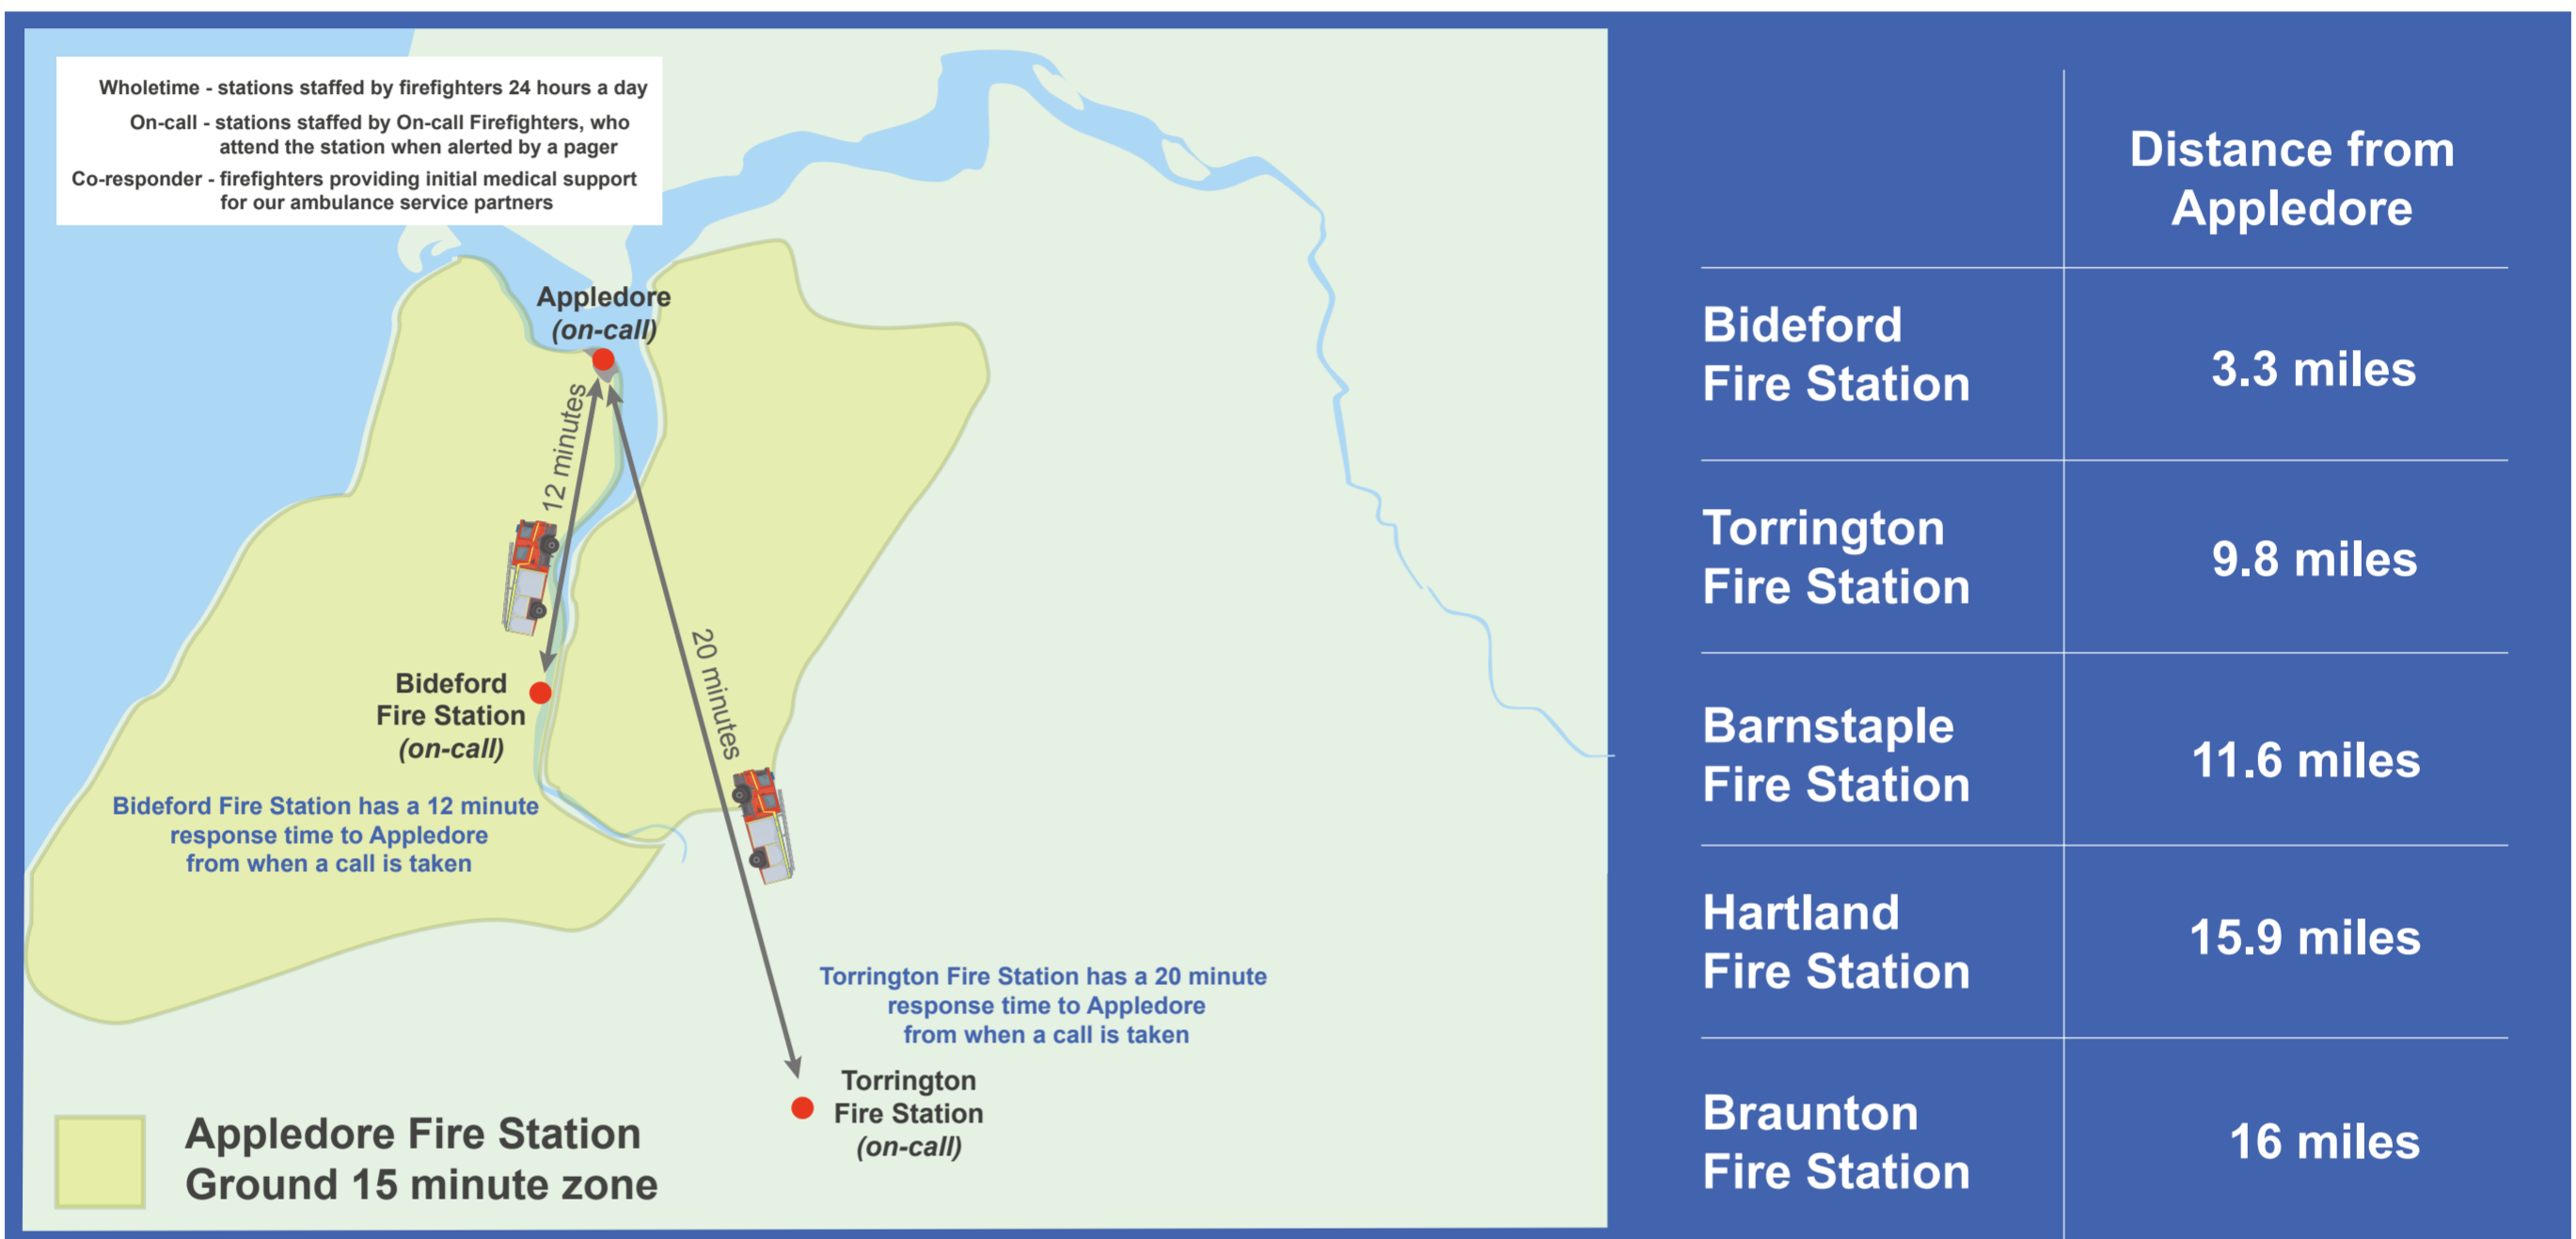 Wholetime - stations staffed by firefighters 24 hours a day
On-call - stations staffed by On-call Firefighters, who
attend the station when alerted by a pager
Co-responder - firefighters providing initial medical support
for our ambulance service partners
Appledore
(on-call)
12 minutes
20 minutes
Bideford
Fire Station
(on-call)
Bideford Fire Station has a 12 minute
response time to Appledore
from when a call is taken
Torrington Fire Station has a 20 minute
response time to Appledore
from when a call is taken
Torrington
Fire Station
(on-call)
Appledore Fire Station
Ground 15 minute zone
Distance from
Appledore
Bideford
Fire Station
3.3 miles
Torrington
Fire Station
9.8 miles
Barnstaple
Fire Station
11.6 miles
Hartland
Fire Station
15.9 miles
Braunton
Fire Station
16 miles